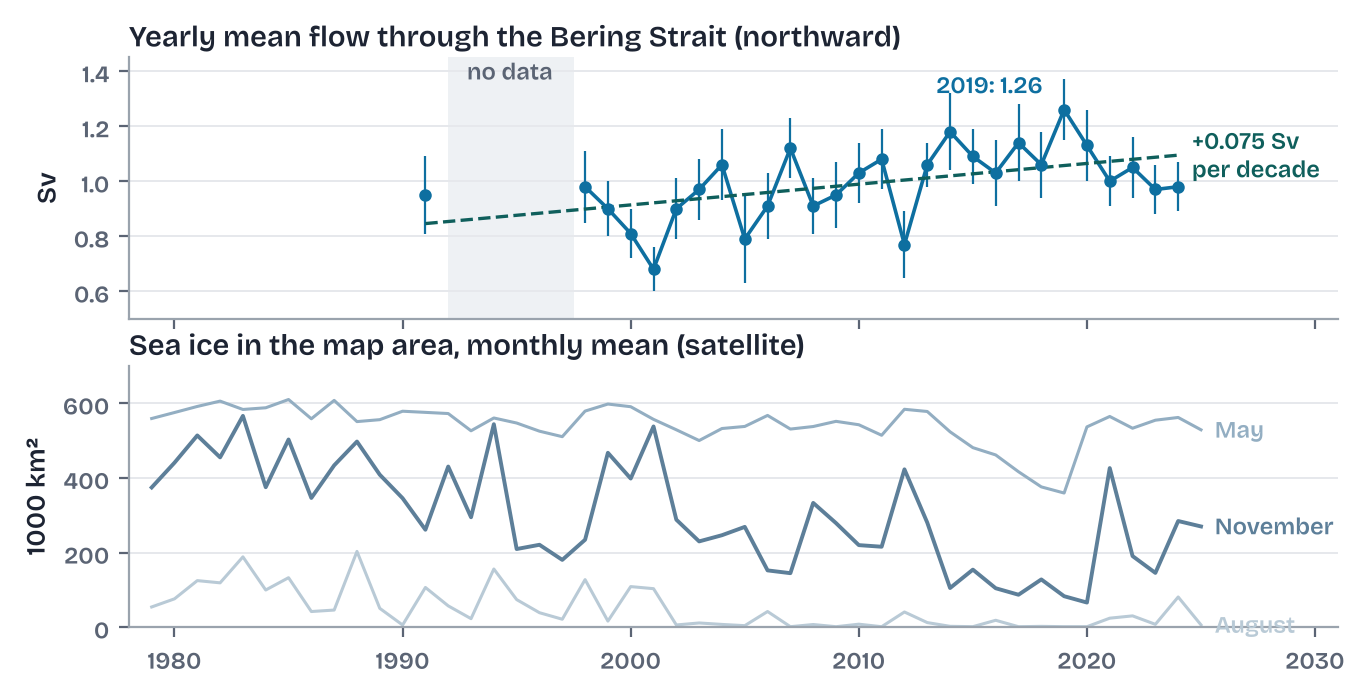 Yearly mean flow through the Bering Strait (northward)
no data
1.4
1.2
1.0
0.8
0.6
Sv
2019: 1.26
+0.075 Sv
per decade
Sea ice in the map area, monthly mean (satellite)
600
400
200
0
1000 km²
May
November
August
1980
1990
2000
2010
2020
2030